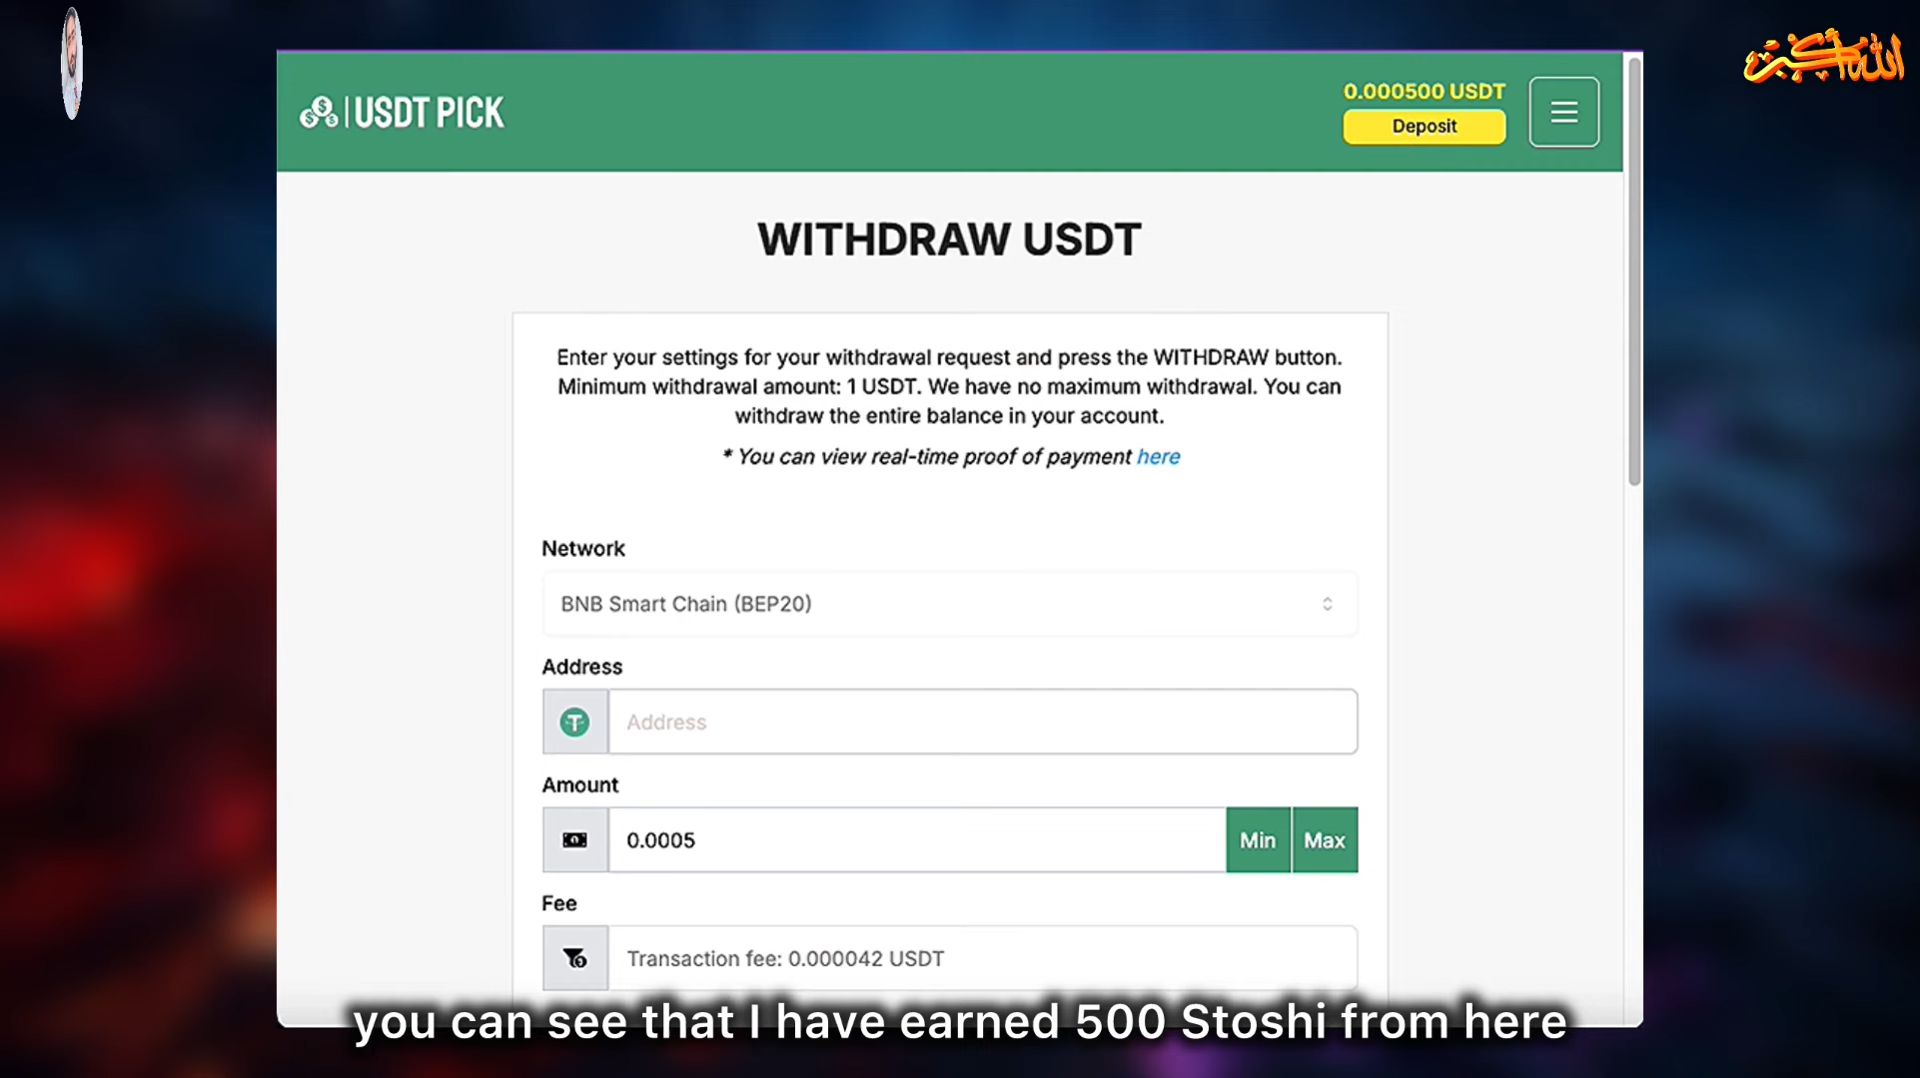 الله أكبر
USDT PICK
0.000500 USDT
Deposit
WITHDRAW USDT
Enter your settings for your withdrawal request and press the WITHDRAW button.
Minimum withdrawal amount: 1 USDT. We have no maximum withdrawal. You can
withdraw the entire balance in your account.
* You can view real-time proof of payment here
Network
BNB Smart Chain (BEP20)
Address
Address
Amount
0.0005
Min
Max
Fee
Transaction fee: 0.000042 USDT
you can see that I have earned 500 Stoshi from here